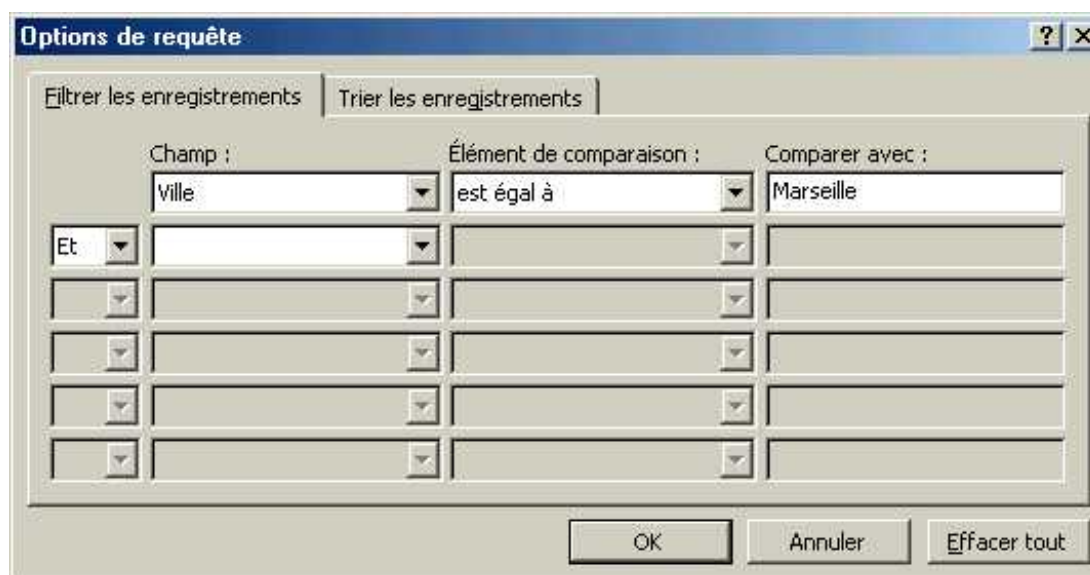 Options de requête
Filtrer les enregistrements Trier les enregistrements
Champ : Élément de comparaison : Comparer avec :
Ville est égal à Marseille
Et
OK Annuler Effacer tout